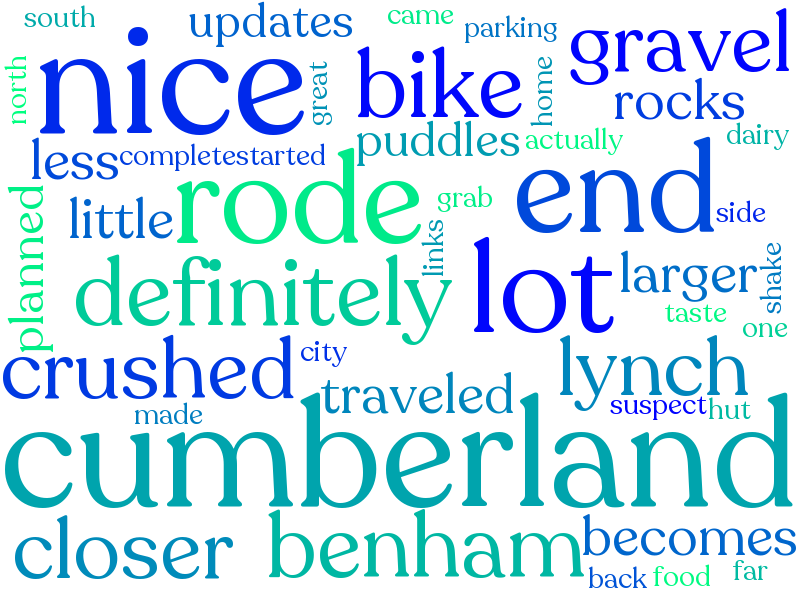 south
updates
came
parking
gravel
north
nice
great
bike
home
rocks
less
complete
started
puddles
actually
dairy
planned
little
rode
grab
end
side
definitely
links
lot
larger
shake
taste
one
crushed
city
traveled
lynch
made
suspect
hut
cumberland
closer
benham
becomes
back
food
far